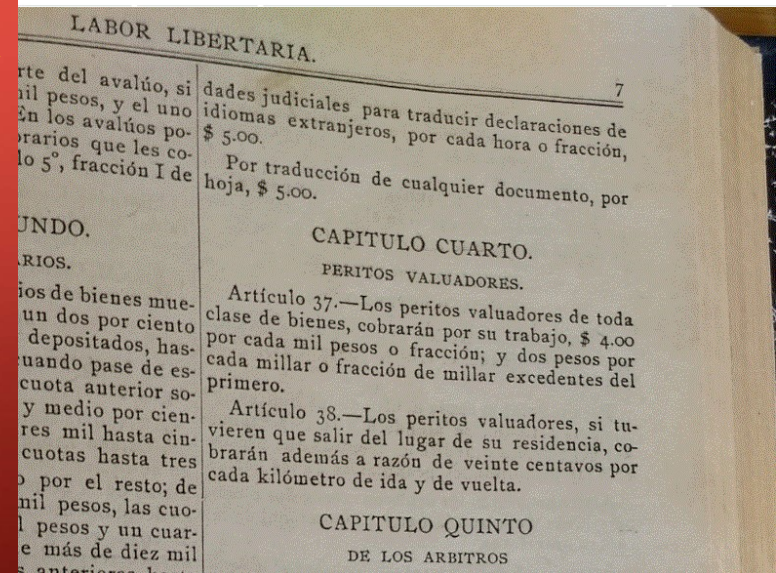 LABOR LIBERTARIA.
7
rte del avalúo, si
nil pesos, y el uno
En los avalúos po-
orarios que les co-
lo 5°, fracción I de
UNDO.
RIOS.
ios de bienes mue-
un dos por ciento
depositados, has-
cuando pase de es-
cuota anterior so-
y medio por cien-
res mil hasta cin-
cuotas hasta tres
por el resto; de
mil pesos, las cuo-
l pesos y un cuar-
e más de diez mil
dades judiciales para traducir declaraciones de
idiomas extranjeros, por cada hora o fracción,
$ 5.00.
Por traducción de cualquier documento, por
hoja, $ 5.00.
CAPITULO CUARTO.
PERITOS VALUADORES.
Artículo 37.—Los peritos valuadores de toda
clase de bienes, cobrarán por su trabajo, $ 4.00
por cada mil pesos o fracción; y dos pesos por
cada millar o fracción de millar excedentes del
primero.
Artículo 38.—Los peritos valuadores, si tu-
vieren que salir del lugar de su residencia, co-
brarán además a razón de veinte centavos por
cada kilómetro de ida y de vuelta.
CAPITULO QUINTO
DE LOS ARBITROS